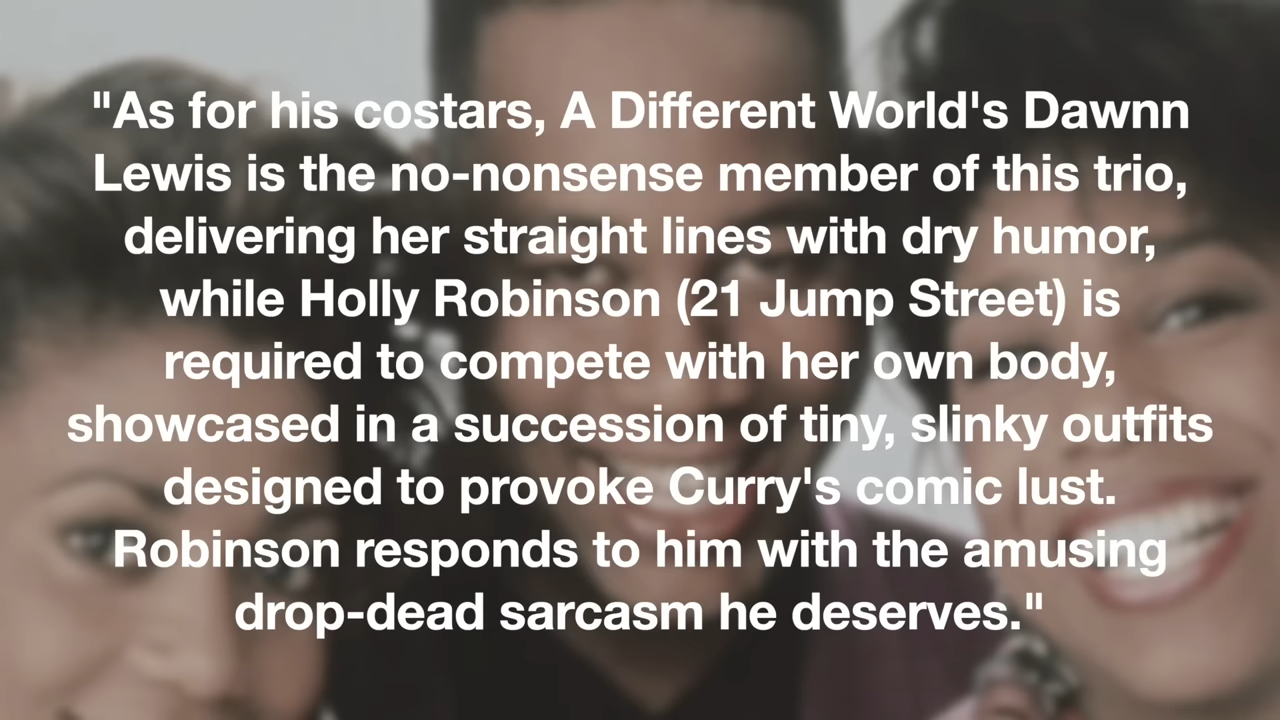 "As for his costars, A Different World's Dawnn
Lewis is the no-nonsense member of this trio,
delivering her straight lines with dry humor,
while Holly Robinson (21 Jump Street) is
required to compete with her own body,
showcased in a succession of tiny, slinky outfits
designed to provoke Curry's comic lust.
Robinson responds to him with the amusing
drop-dead sarcasm he deserves."